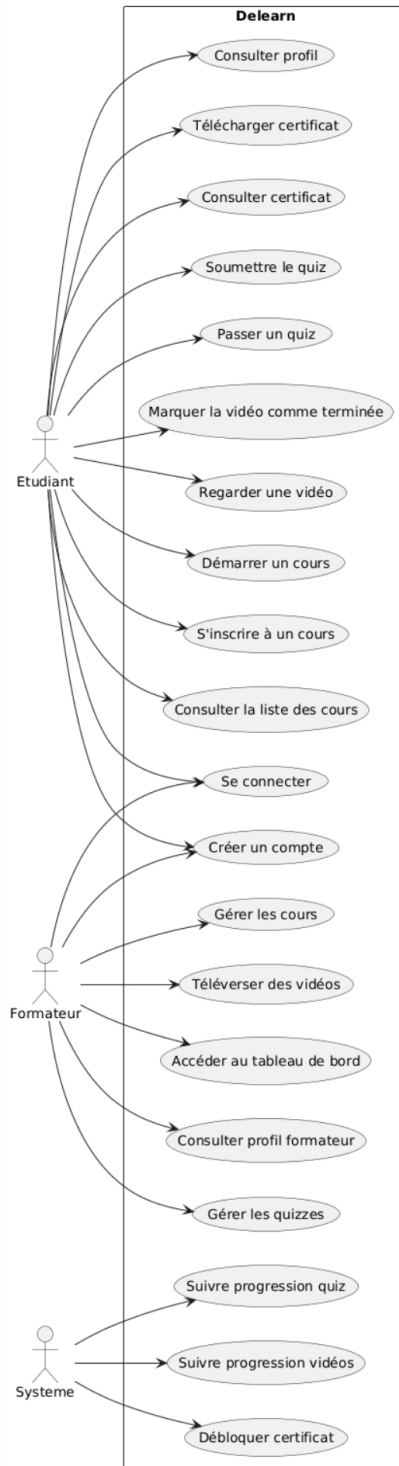 Delearn
Consulter profil
Télécharger certificat
Consulter certificat
Soumettre le quiz
Passer un quiz
Marquer la vidéo comme terminée
Etudiant
Regarder une vidéo
Démarrer un cours
S'inscrire à un cours
Consulter la liste des cours
Se connecter
Créer un compte
Gérer les cours
Téléverser des vidéos
Formateur
Accéder au tableau de bord
Consulter profil formateur
Gérer les quizzes
Suivre progression quiz
Suivre progression vidéos
Systeme
Débloquer certificat